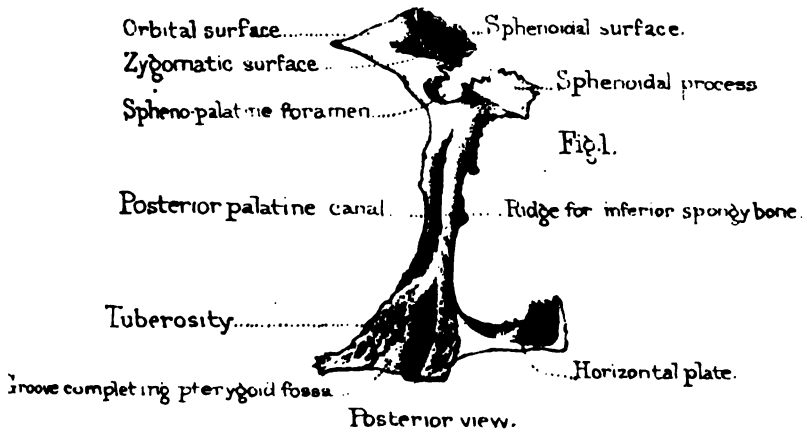 Orbital surface
Sphenoidal surface.
Zygomatic surface
Sphenoidal process
Spheno-palatine foramen
Fig.1.
Posterior palatine canal
Ridge for inferior spongy bone.
Tuberosity
Horizontal plate.
Groove completing pterygoid fossa
Posterior view.